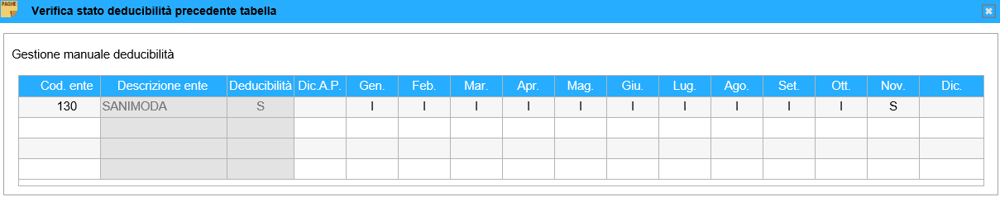 PAGHE
Verifica stato deducibilità precedente tabella
Gestione manuale deducibilità
Cod. ente Descrizione ente Deducibilità Dic.A.P. Gen. Feb. Mar. Apr. Mag. Giu. Lug. Ago. Set. Ott. Nov. Dic.
130 SANIMODA S I I I I I I I I I I S